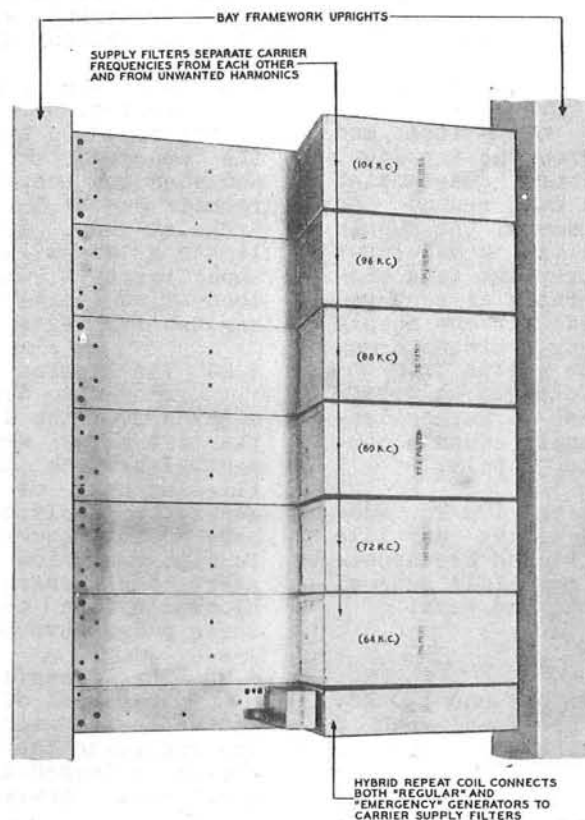 BAY FRAMEWORK UPRIGHTS
SUPPLY FILTERS SEPARATE CARRIER
FREQUENCIES FROM EACH OTHER
AND FROM UNWANTED HARMONICS
(104 K.C.)
(96 K.C.)
(88 K.C.)
(80 K.C.)
(72 K.C.)
(64 K.C.)
HYBRID REPEAT COIL CONNECTS
BOTH "REGULAR" AND
"EMERGENCY" GENERATORS TO
CARRIER SUPPLY FILTERS